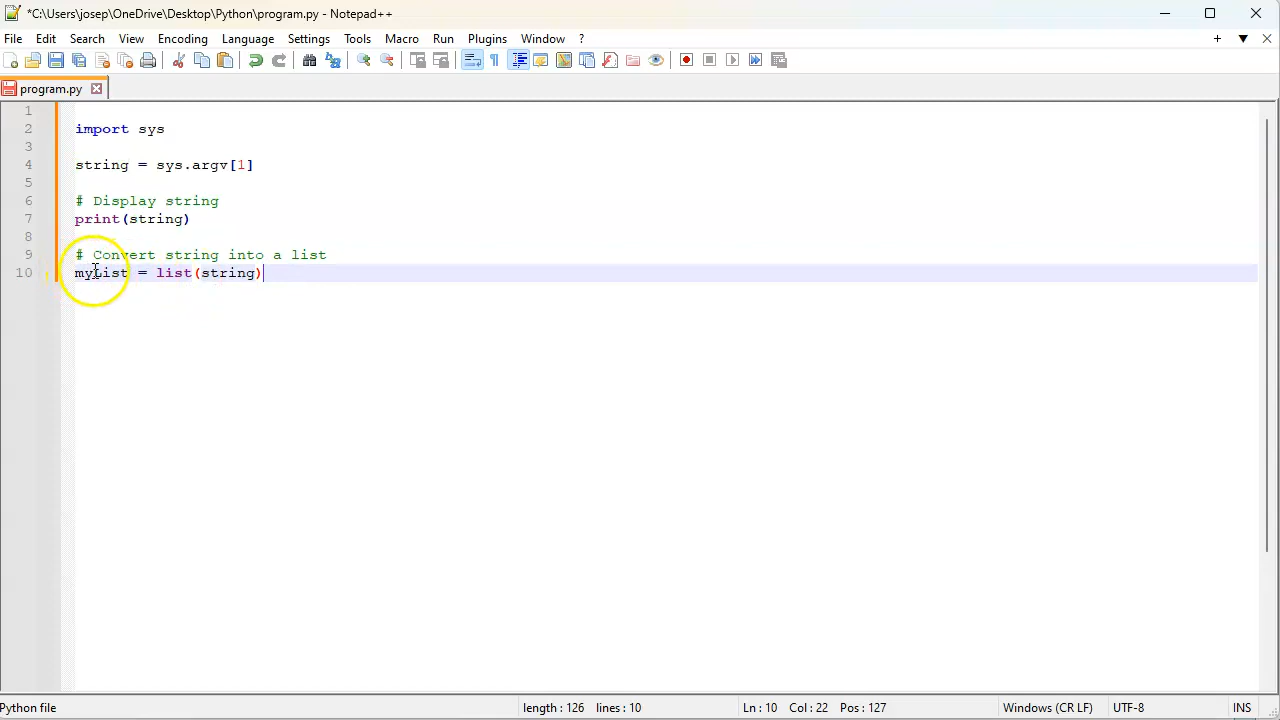 *C:\Users\josep\OneDrive\Desktop\Python\program.py - Notepad++
File Edit Search View Encoding Language Settings Tools Macro Run Plugins Window ?
program.py
1
2 import sys
3
4 string = sys.argv[1]
5
6 # Display string
7 print(string)
8
9 # Convert string into a list
10 myList = list(string)
Python file length : 126 lines : 10 Ln : 10 Col : 22 Pos : 127 Windows (CR LF) UTF-8 INS